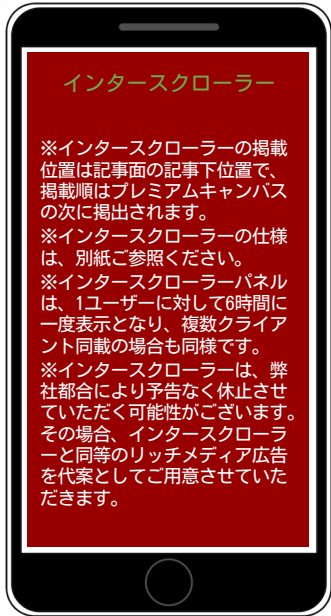 インタースクローラー
※インタースクローラーの掲載
位置は記事面の記事下位置で、
掲載順はプレミアムキャンバス
の次に掲出されます。
※インタースクローラーの仕様
は、別紙ご参照ください。
※インタースクローラーパネル
は、1ユーザーに対して6時間に
一度表示となり、複数クライア
ント同載の場合も同様です。
※インタースクローラーは、弊
社都合により予告なく休止させ
ていただく可能性がございます。
その場合、インタースクローラ
ーと同等のリッチメディア広告
を代案としてご用意させていた
だきます。